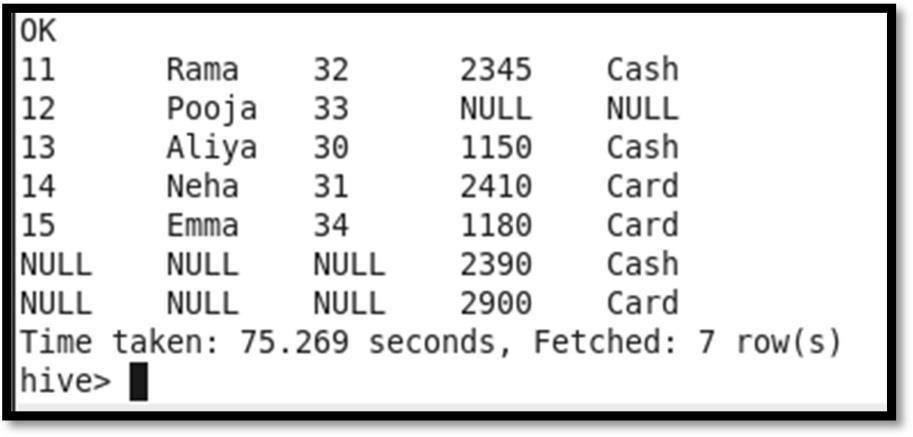 OK
11 Rama 32 2345 Cash
12 Pooja 33 NULL NULL
13 Aliya 30 1150 Cash
14 Neha 31 2410 Card
15 Emma 34 1180 Card
NULL NULL NULL 2390 Cash
NULL NULL NULL 2900 Card
Time taken: 75.269 seconds, Fetched: 7 row(s)
hive>